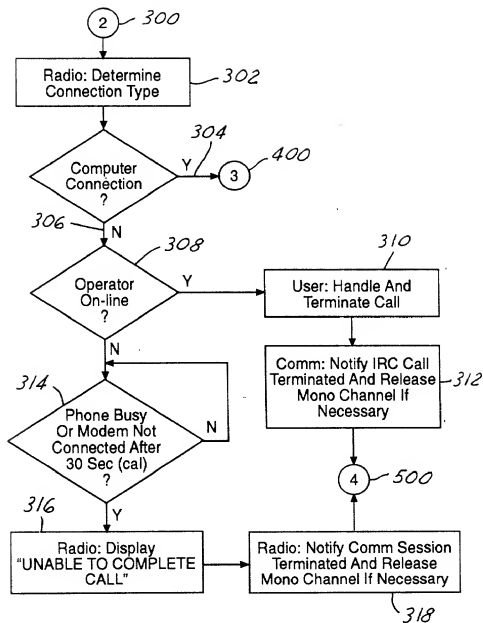 2 300
Radio: Determine
Connection Type
302
304
Computer
Connection
?
Y
3
400
306
N
308
Operator
On-line
?
Y
310
User: Handle And
Terminate Call
N
Comm: Notify IRC Call
Terminated And Release
Mono Channel If
Necessary
312
314
Phone Busy
Or Modem Not
Connected After
30 Sec (cal)
?
N
4
500
316
Y
Radio: Display
"UNABLE TO COMPLETE
CALL"
Radio: Notify Comm Session
Terminated And Release
Mono Channel If Necessary
318